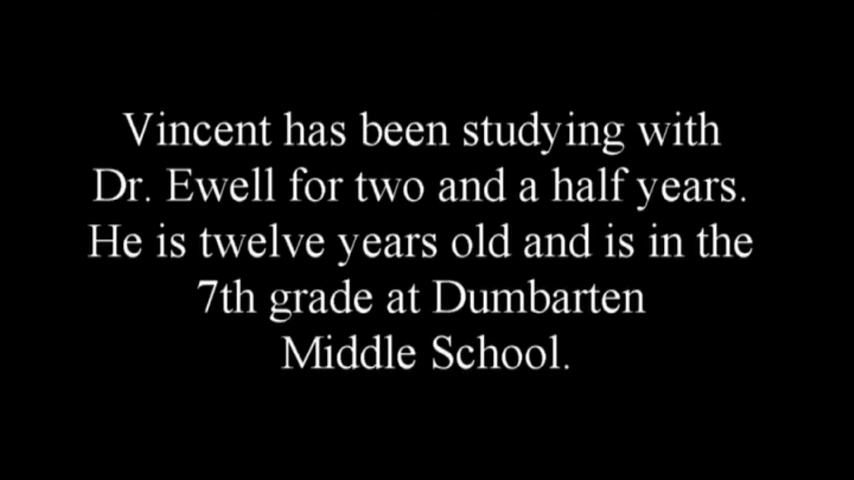 Vincent has been studying with
Dr. Ewell for two and a half years.
He is twelve years old and is in the
7th grade at Dumbarten
Middle School.